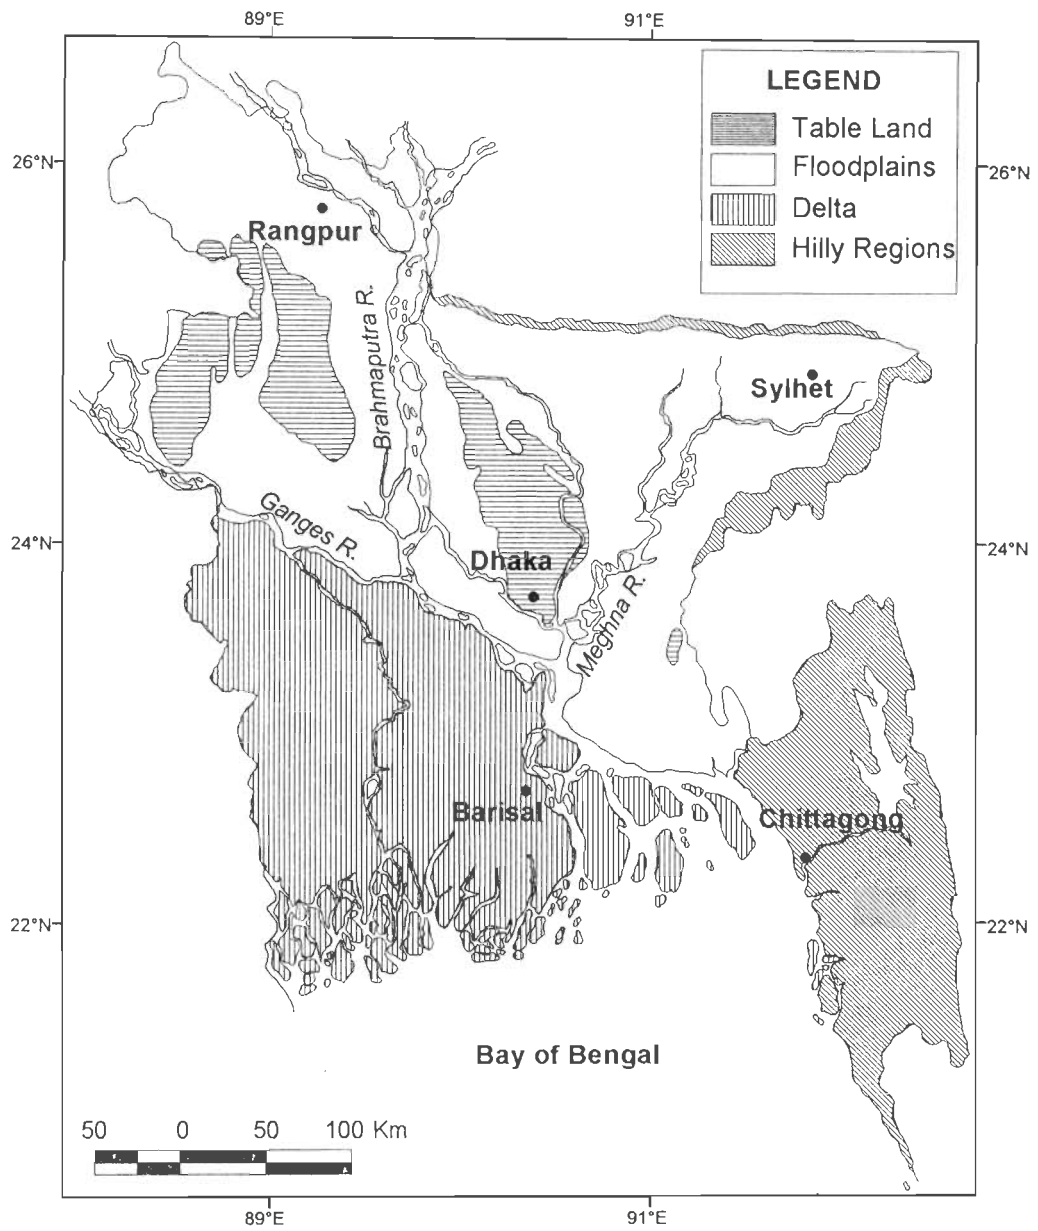 89°E 91°E
LEGEND
Table Land
Floodplains
Delta
Hilly Regions
26°N 26°N
Rangpur
Brahmaputra R.
Sylhet
Ganges R.
24°N 24°N
Dhaka
Meghna R.
Barisal
Chittagong
22°N 22°N
Bay of Bengal
50 0 50 100 Km
89°E 91°E